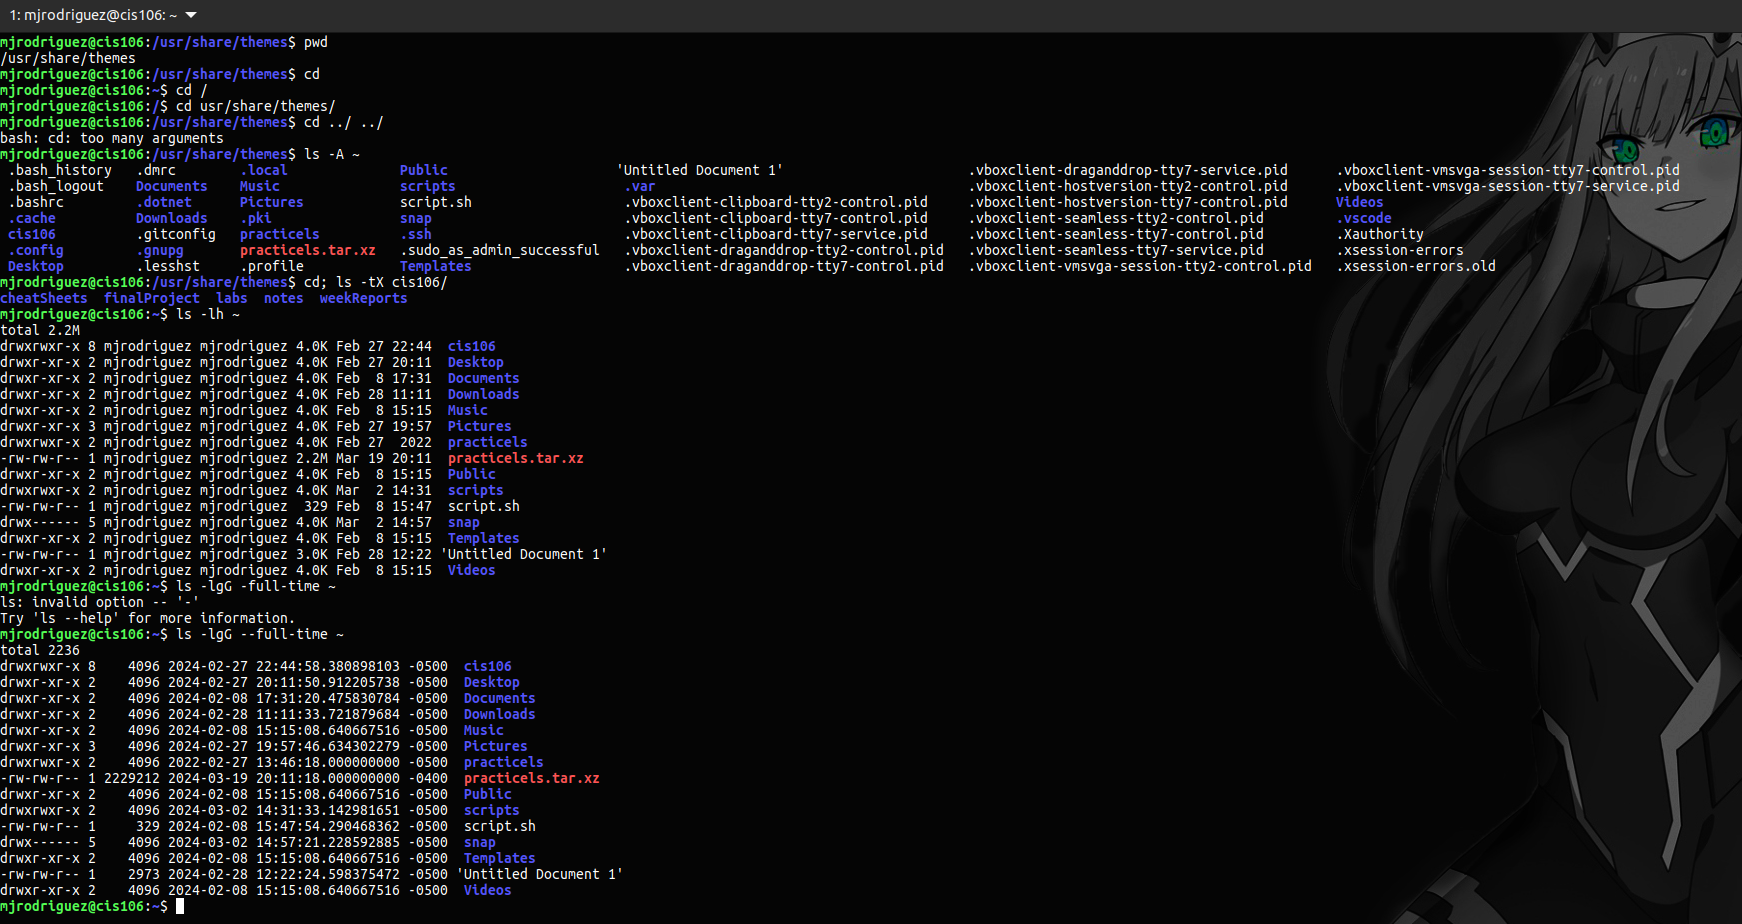 1: mjrodriguez@cis106: ~
mjrodriguez@cis106:/usr/share/themes$ pwd
/usr/share/themes
mjrodriguez@cis106:/usr/share/themes$ cd
mjrodriguez@cis106:~$ cd /
mjrodriguez@cis106:/$ cd usr/share/themes/
mjrodriguez@cis106:/usr/share/themes$ cd ../ ../
bash: cd: too many arguments
mjrodriguez@cis106:/usr/share/themes$ ls -A ~
.bash_history .dmrc .local Public 'Untitled Document 1' .vboxclient-draganddrop-tty7-service.pid .vboxclient-vmsvga-session-tty7-control.pid
.bash_logout Documents Music scripts .var .vboxclient-hostversion-tty2-control.pid .vboxclient-vmsvga-session-tty7-service.pid
.bashrc .dotnet Pictures script.sh .vboxclient-clipboard-tty2-control.pid .vboxclient-hostversion-tty7-control.pid Videos
.cache Downloads .pki snap .vboxclient-clipboard-tty7-control.pid .vboxclient-seamless-tty2-control.pid .vscode
cis106 .gitconfig practicels .ssh .vboxclient-clipboard-tty7-service.pid .vboxclient-seamless-tty7-control.pid .Xauthority
.config .gnupg practicels.tar.xz .sudo_as_admin_successful .vboxclient-draganddrop-tty2-control.pid .vboxclient-seamless-tty7-service.pid .xsession-errors
Desktop .lesshst .profile Templates .vboxclient-draganddrop-tty7-control.pid .vboxclient-vmsvga-session-tty2-control.pid .xsession-errors.old
mjrodriguez@cis106:/usr/share/themes$ cd; ls -tX cis106/
cheatSheets finalProject labs notes weekReports
mjrodriguez@cis106:~$ ls -lh ~
total 2.2M
drwxrwxr-x 8 mjrodriguez mjrodriguez 4.0K Feb 27 22:44 cis106
drwxr-xr-x 2 mjrodriguez mjrodriguez 4.0K Feb 27 20:11 Desktop
drwxr-xr-x 2 mjrodriguez mjrodriguez 4.0K Feb 8 17:31 Documents
drwxr-xr-x 2 mjrodriguez mjrodriguez 4.0K Feb 28 11:11 Downloads
drwxr-xr-x 2 mjrodriguez mjrodriguez 4.0K Feb 8 15:15 Music
drwxr-xr-x 3 mjrodriguez mjrodriguez 4.0K Feb 27 19:57 Pictures
drwxrwxr-x 2 mjrodriguez mjrodriguez 4.0K Feb 27 2022 practicels
-rw-rw-r-- 1 mjrodriguez mjrodriguez 2.2M Mar 19 20:11 practicels.tar.xz
drwxr-xr-x 2 mjrodriguez mjrodriguez 4.0K Feb 8 15:15 Public
drwxrwxr-x 2 mjrodriguez mjrodriguez 4.0K Mar 2 14:31 scripts
-rw-rw-r-- 1 mjrodriguez mjrodriguez 329 Feb 8 15:47 script.sh
drwx------ 5 mjrodriguez mjrodriguez 4.0K Mar 2 14:57 snap
drwxr-xr-x 2 mjrodriguez mjrodriguez 4.0K Feb 8 15:15 Templates
-rw-rw-r-- 1 mjrodriguez mjrodriguez 3.0K Feb 28 12:22 'Untitled Document 1'
drwxr-xr-x 2 mjrodriguez mjrodriguez 4.0K Feb 8 15:15 Videos
mjrodriguez@cis106:~$ ls -lgG -full-time ~
ls: invalid option -- '-'
Try 'ls --help' for more information.
mjrodriguez@cis106:~$ ls -lgG --full-time ~
total 2236
drwxrwxr-x 8 4096 2024-02-27 22:44:58.380898103 -0500 cis106
drwxr-xr-x 2 4096 2024-02-27 20:11:50.912205738 -0500 Desktop
drwxr-xr-x 2 4096 2024-02-08 17:31:20.475830784 -0500 Documents
drwxr-xr-x 2 4096 2024-02-28 11:11:33.721879684 -0500 Downloads
drwxr-xr-x 2 4096 2024-02-08 15:15:08.640667516 -0500 Music
drwxr-xr-x 3 4096 2024-02-27 19:57:46.634302279 -0500 Pictures
drwxrwxr-x 2 4096 2022-02-27 13:46:18.000000000 -0500 practicels
-rw-rw-r-- 1 2229212 2024-03-19 20:11:18.000000000 -0400 practicels.tar.xz
drwxr-xr-x 2 4096 2024-02-08 15:15:08.640667516 -0500 Public
drwxrwxr-x 2 4096 2024-03-02 14:31:33.142981651 -0500 scripts
-rw-rw-r-- 1 329 2024-02-08 15:47:54.290468362 -0500 script.sh
drwx------ 5 4096 2024-03-02 14:57:21.228592885 -0500 snap
drwxr-xr-x 2 4096 2024-02-08 15:15:08.640667516 -0500 Templates
-rw-rw-r-- 1 2973 2024-02-28 12:22:24.598375472 -0500 'Untitled Document 1'
drwxr-xr-x 2 4096 2024-02-08 15:15:08.640667516 -0500 Videos
mjrodriguez@cis106:~$